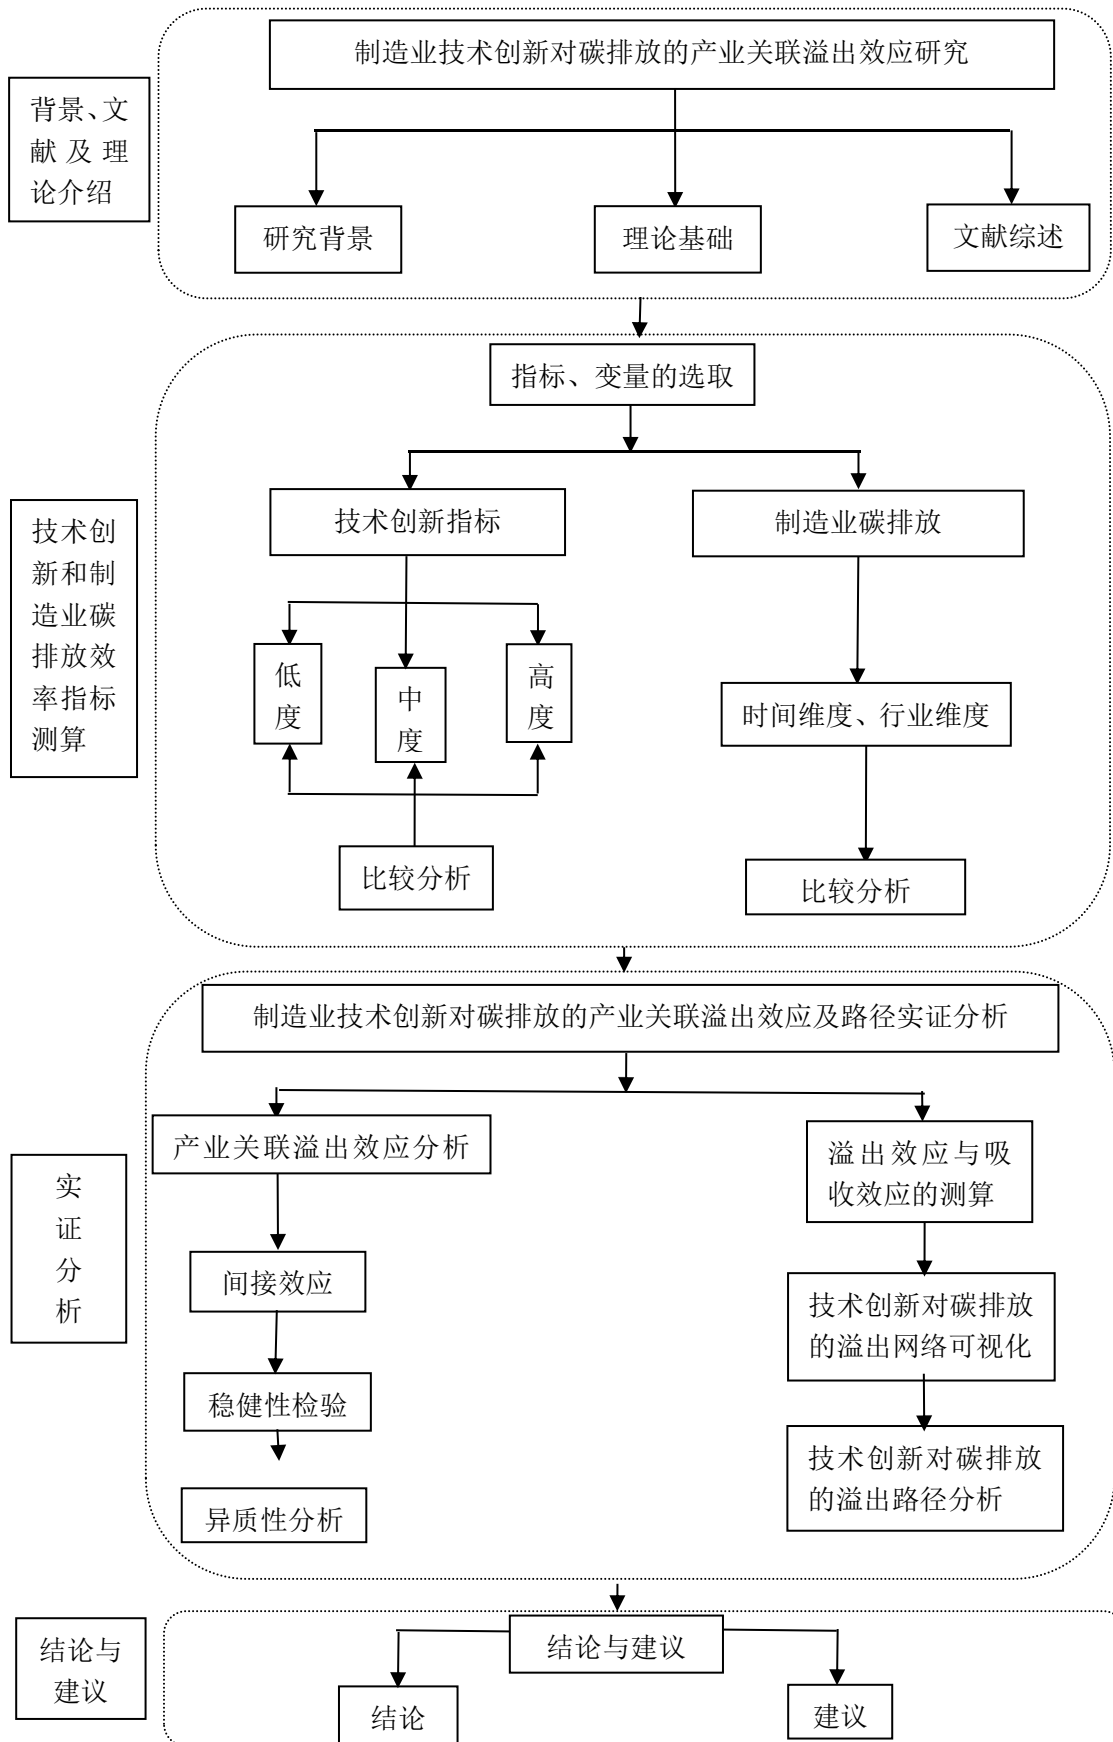 制造业技术创新对碳排放的产业关联溢出效应研究
背景、文
献及理
论介绍
研究背景
理论基础
文献综述
指标、变量的选取
技术创
新和制
造业碳
排放效
率指标
测算
技术创新指标
制造业碳排放
低
度
中
度
高
度
时间维度、行业维度
比较分析
比较分析
制造业技术创新对碳排放的产业关联溢出效应及路径实证分析
实
证
分
析
产业关联溢出效应分析
间接效应
稳健性检验
异质性分析
溢出效应与吸
收效应的测算
技术创新对碳排放
的溢出网络可视化
技术创新对碳排放
的溢出路径分析
结论与
建议
结论与建议
结论
建议